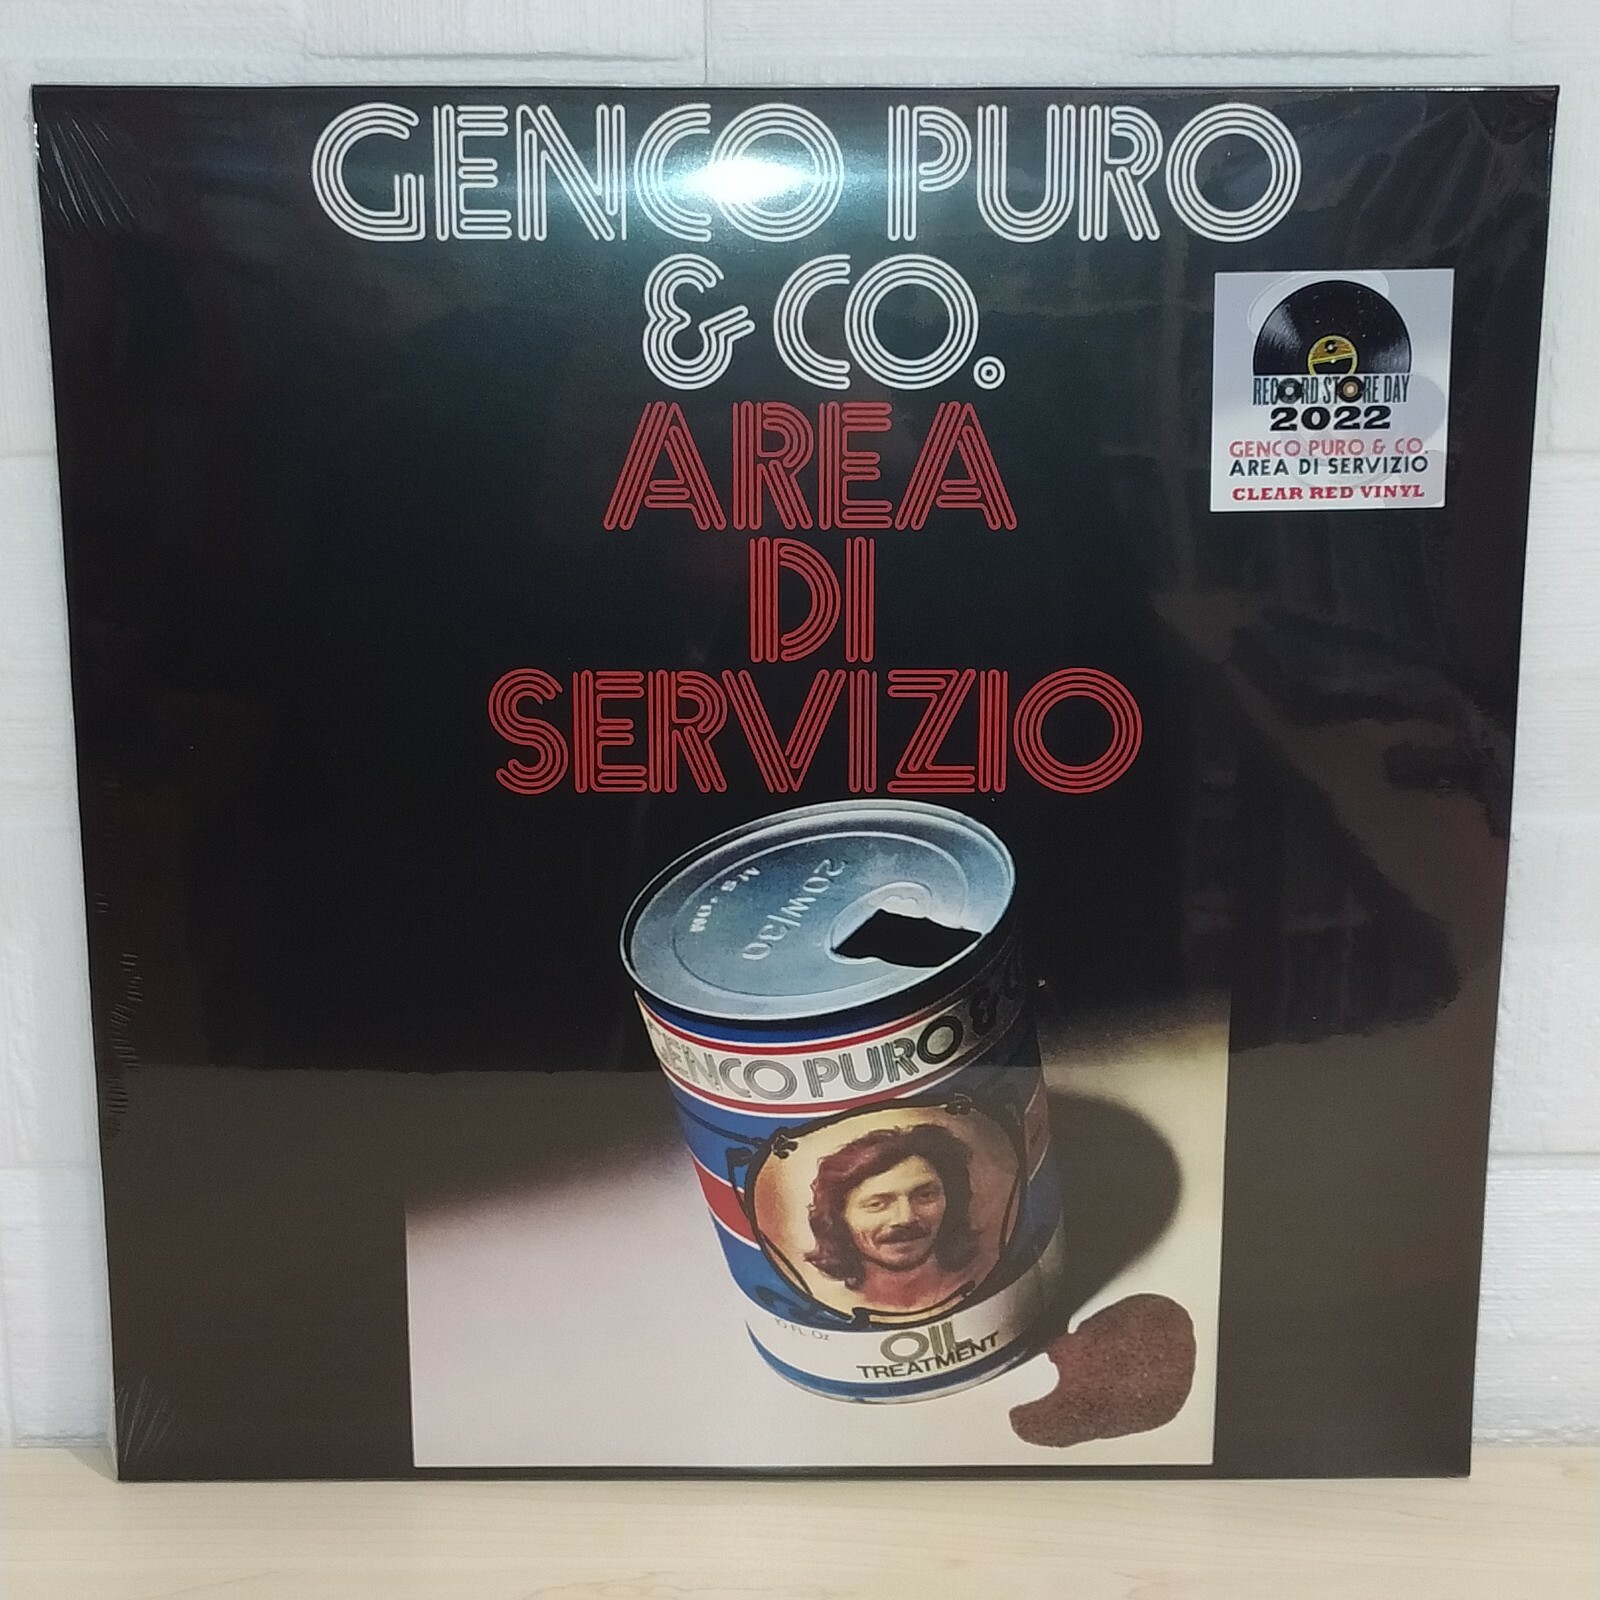 GENCO PURO
& CO.
AREA
DI
SERVIZIO
RECORD STORE DAY
2022
GENCO PURO & CO.
AREA DI SERVIZIO
CLEAR RED VINYL
20W/30
GENCO PURO &
OIL
TREATMENT